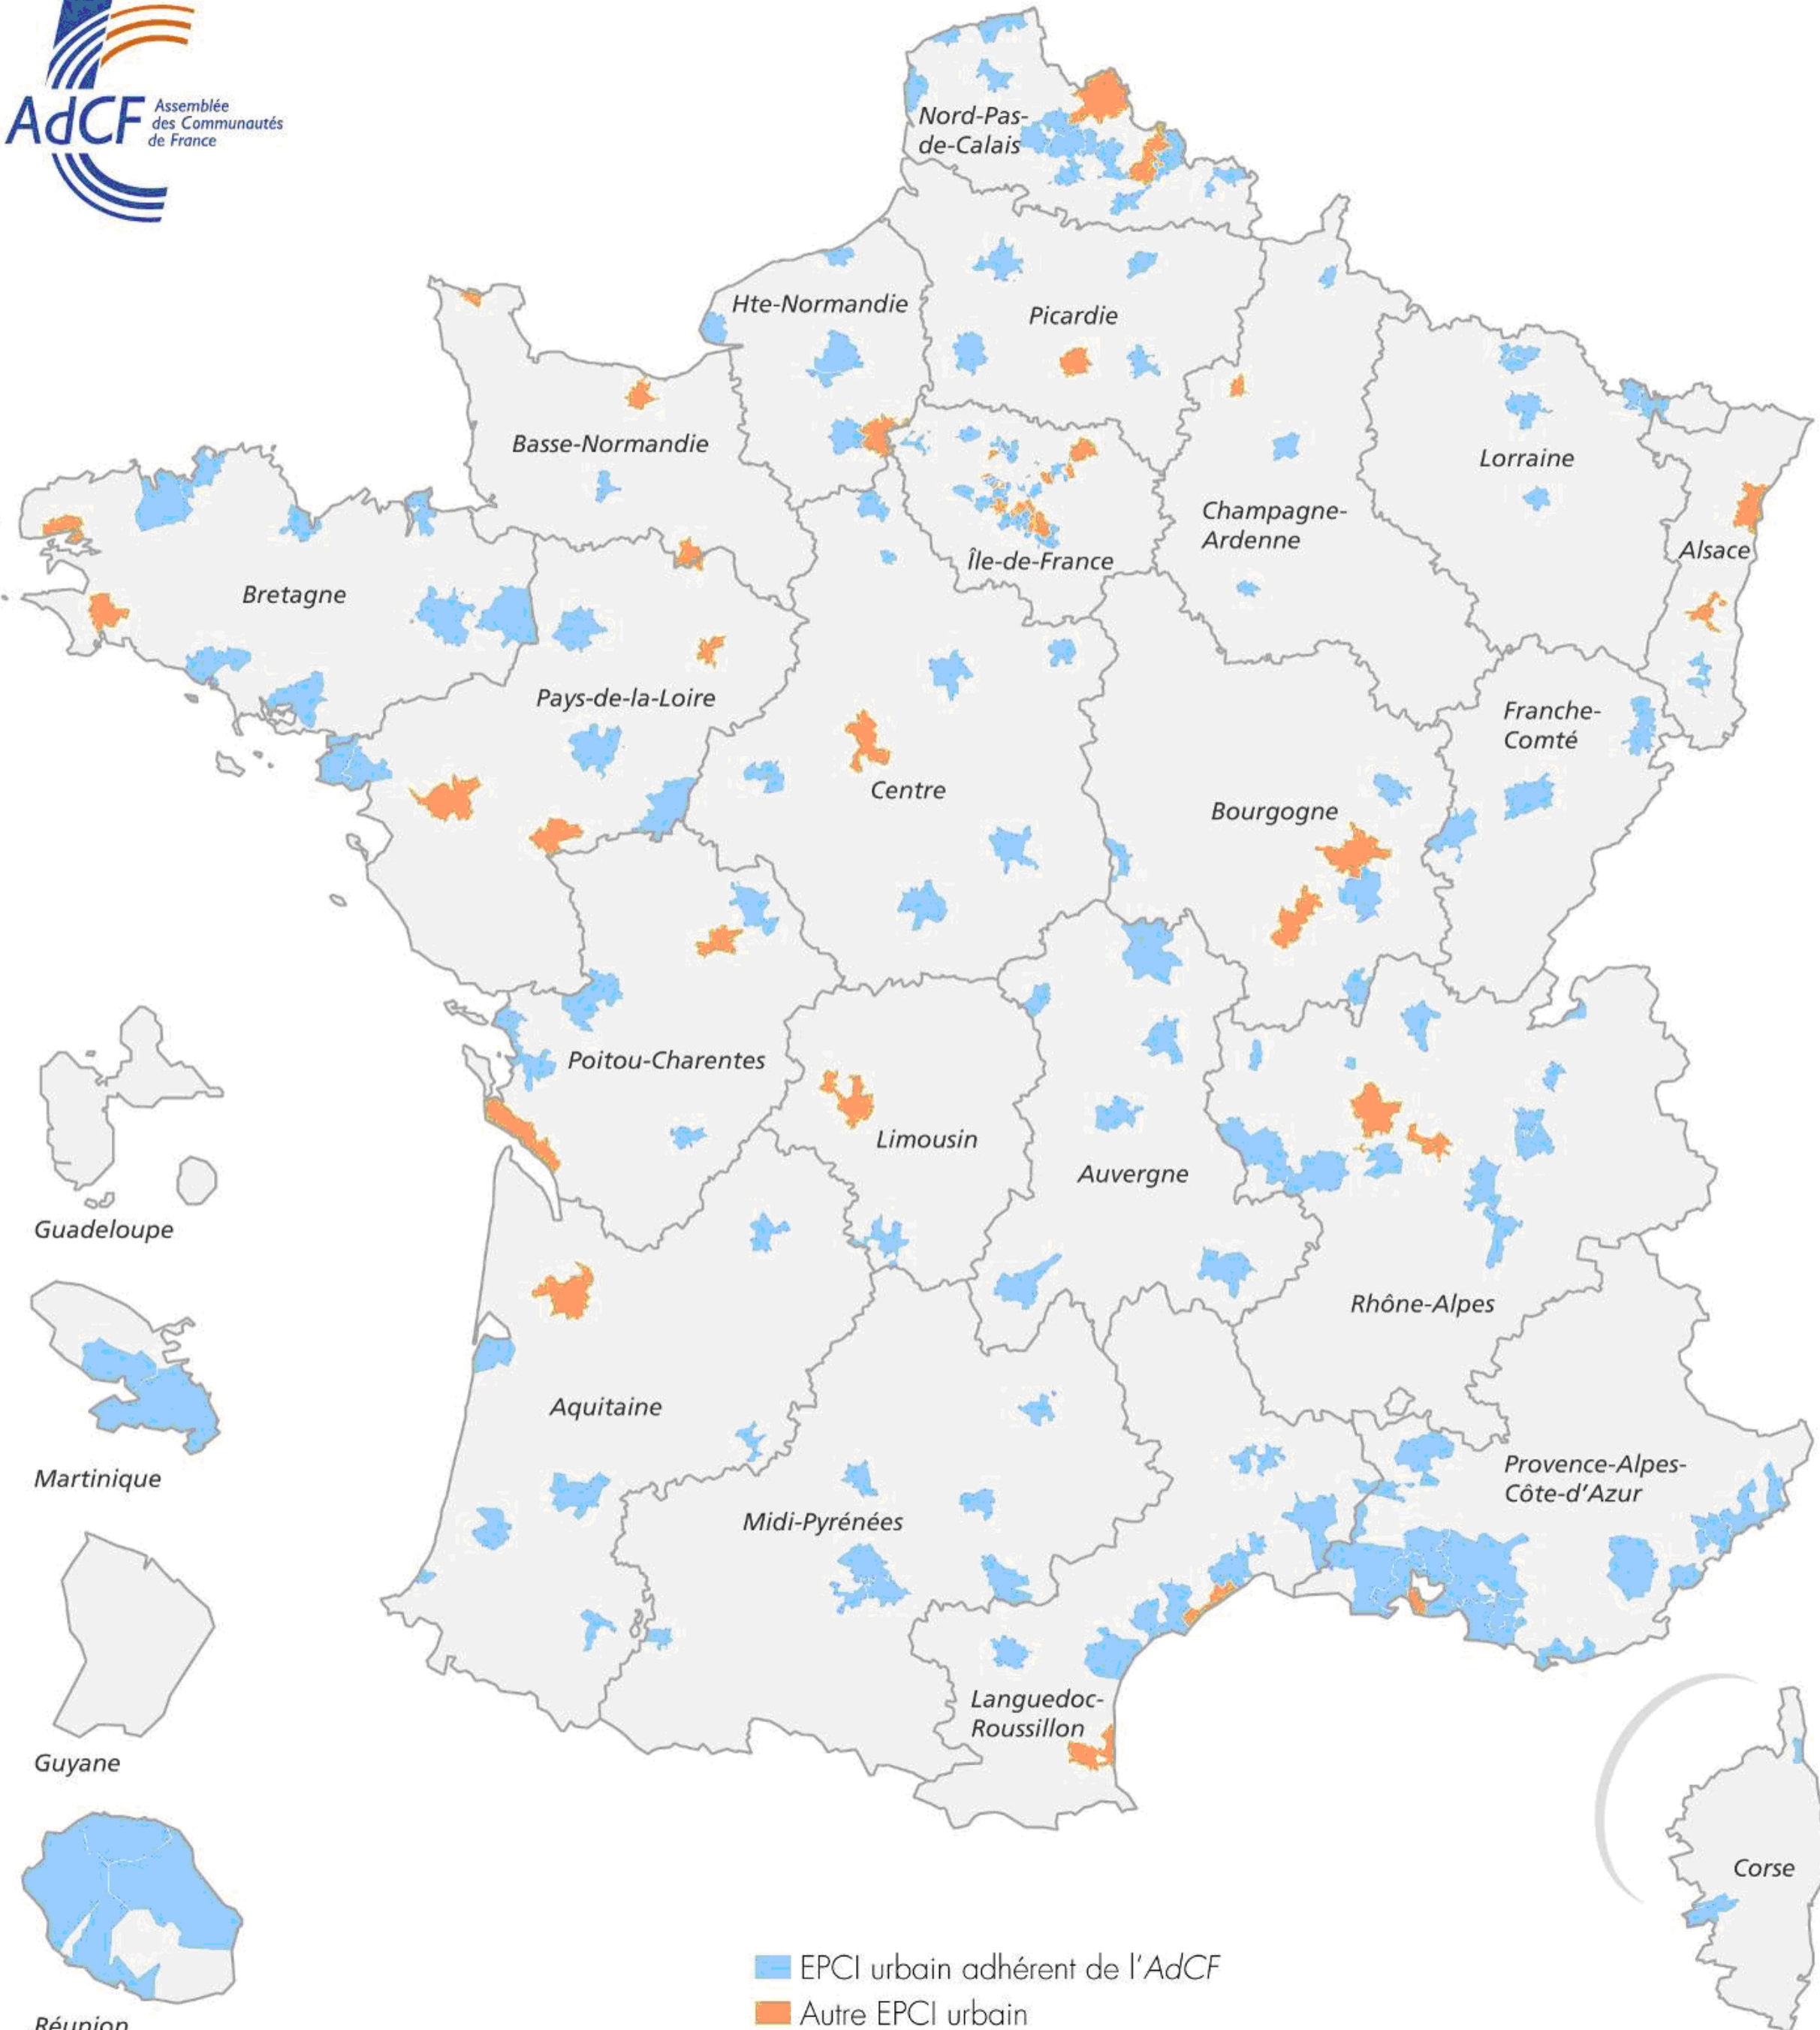 AdCF
Assemblée
des Communautés
de France
Nord-Pas-
de-Calais
Hte-Normandie
Picardie
Basse-Normandie
Lorraine
Champagne-
Ardenne
Île-de-France
Alsace
Bretagne
Pays-de-la-Loire
Franche-
Comté
Centre
Bourgogne
Poitou-Charentes
Limousin
Auvergne
Guadeloupe
Rhône-Alpes
Aquitaine
Martinique
Provence-Alpes-
Côte-d'Azur
Midi-Pyrénées
Languedoc-
Roussillon
Guyane
Corse
EPCI urbain adhérent de l'AdCF
Autre EPCI urbain
Réunion